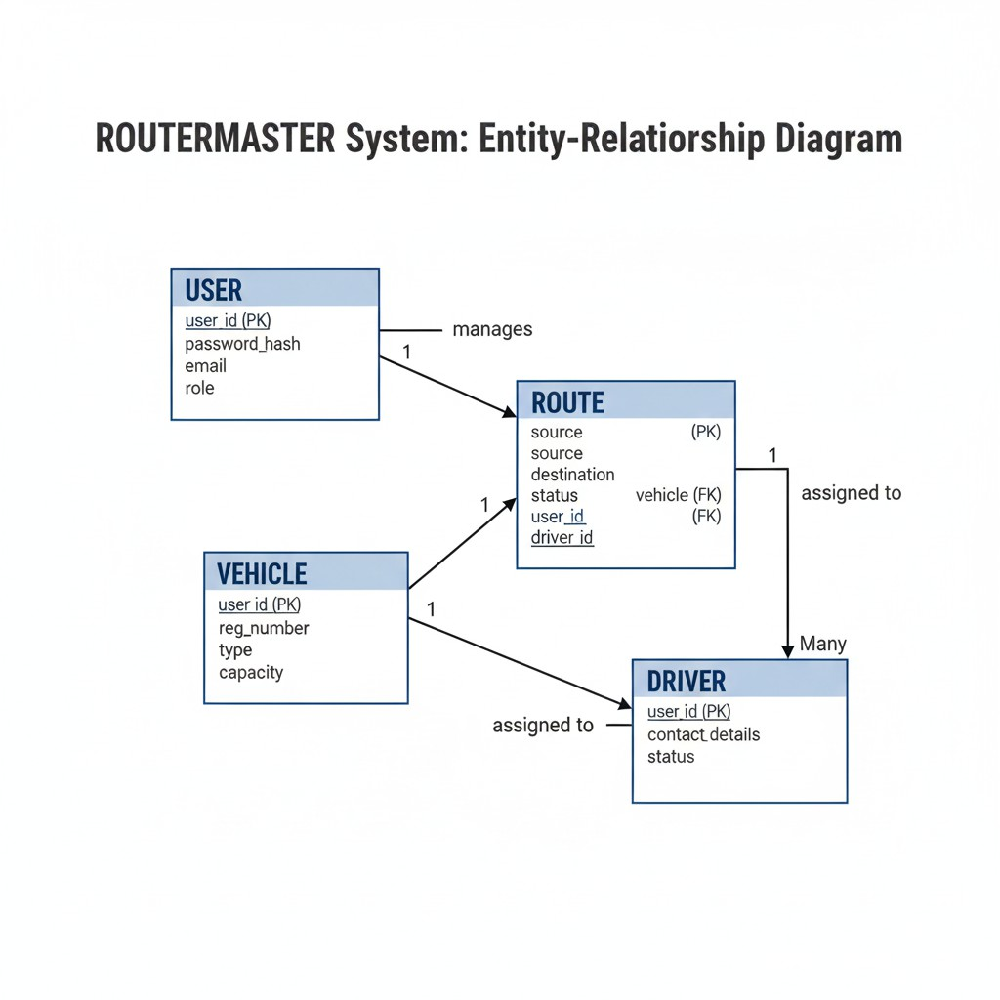 ROUTERMASTER System: Entity-Relatiorship Diagram
USER
user_id (PK)
password_hash
email
role
manages
1
ROUTE
source (PK)
source
destination
status vehicle (FK)
user_id (FK)
driver_id
1
assigned to
1
VEHICLE
user id (PK)
reg_number
type
capacity
1
Many
DRIVER
user_id (PK)
contact_details
status
assigned to